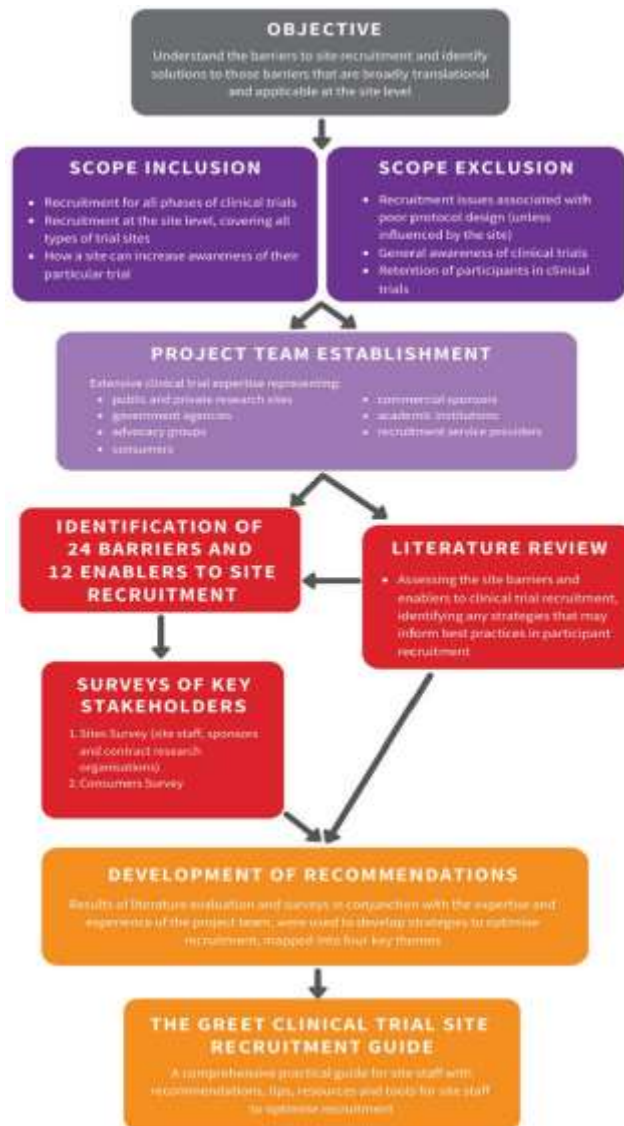 OBJECTIVE
Understand the barriers to site recruitment and identify
solutions to those barriers that are broadly translational
and applicable at the site level
SCOPE INCLUSION
• Recruitment for all phases of clinical trials
• Recruitment at the site level, covering all
types of trial sites
• How a site can increase awareness of their
particular trial
SCOPE EXCLUSION
• Recruitment issues associated with
poor protocol design (unless
influenced by the site)
• General awareness of clinical trials
• Retention of participants in clinical
trials
PROJECT TEAM ESTABLISHMENT
Extensive clinical trial expertise representing:
• public and private research sites
• government agencies
• advocacy groups
• consumers
• commercial sponsors
• academic institutions
• recruitment service providers
IDENTIFICATION OF
24 BARRIERS AND
12 ENABLERS TO SITE
RECRUITMENT
LITERATURE REVIEW
• Assessing the site barriers and
enablers to clinical trial recruitment,
identifying any strategies that may
inform best practices in participant
recruitment
SURVEYS OF KEY
STAKEHOLDERS
1. Sites Survey (site staff, sponsors
and contract research
organisations)
2. Consumers Survey
DEVELOPMENT OF RECOMMENDATIONS
Results of literature evaluation and surveys in conjunction with the expertise and
experience of the project team, were used to develop strategies to optimise
recruitment, mapped into four key themes
THE GREET CLINICAL TRIAL SITE
RECRUITMENT GUIDE
A comprehensive practical guide for site staff with
recommendations, tips, resources and tools for site staff
to optimise recruitment